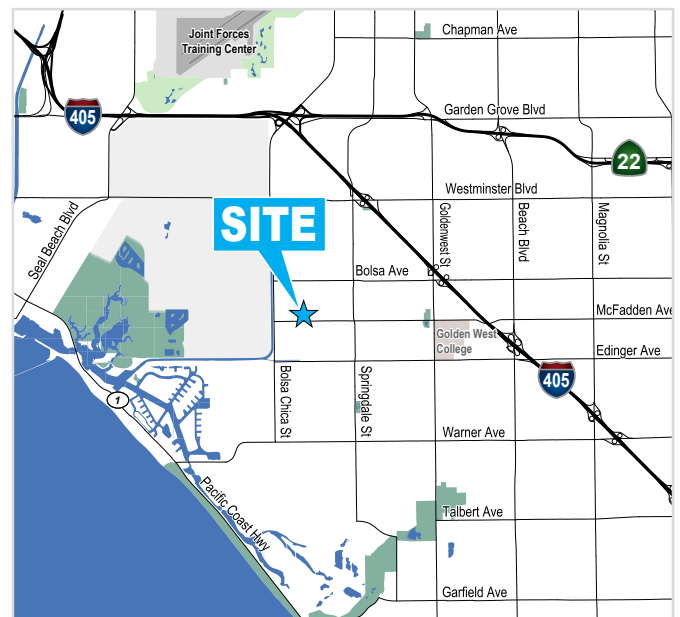 Chapman Ave
Joint Forces
Training Center
Garden Grove Blvd
405
22
Westminster Blvd
Seal Beach Blvd
SITE
Goldenwest St
Beach Blvd
Magnolia St
Bolsa Ave
McFadden Ave
Golden West
College
Edinger Ave
405
1
Bolsa Chica St
Springdale St
Warner Ave
Pacific Coast Hwy
Talbert Ave
Garfield Ave